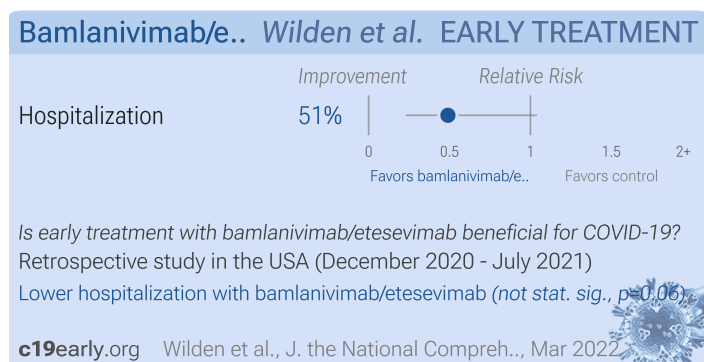 Bamlanivimab/e.. Wilden et al. EARLY TREATMENT
Improvement Relative Risk
Hospitalization 51%
0 0.5 1 1.5 2+
Favors bamlanivimab/e.. Favors control
Is early treatment with bamlanivimab/etesevimab beneficial for COVID-19?
Retrospective study in the USA (December 2020 - July 2021)
Lower hospitalization with bamlanivimab/etesevimab (not stat. sig., p=0.06)
c19early.org Wilden et al., J. the National Compreh.., Mar 2022